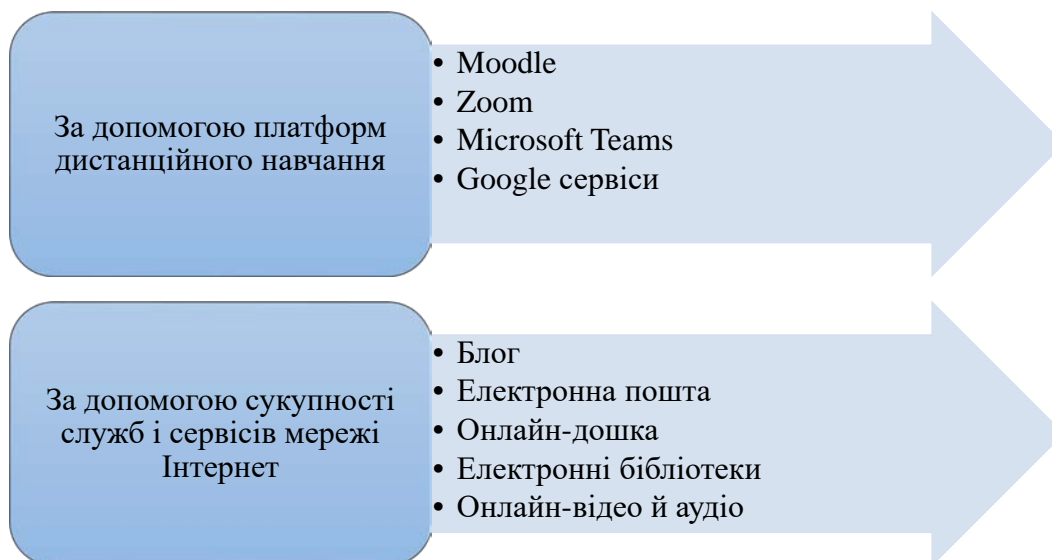 За допомогою платформ
дистанційного навчання
• Moodle
• Zoom
• Microsoft Teams
• Google сервіси
За допомогою сукупності
служб і сервісів мережі
Інтернет
• Блог
• Електронна пошта
• Онлайн-дошка
• Електронні бібліотеки
• Онлайн-відео й аудіо